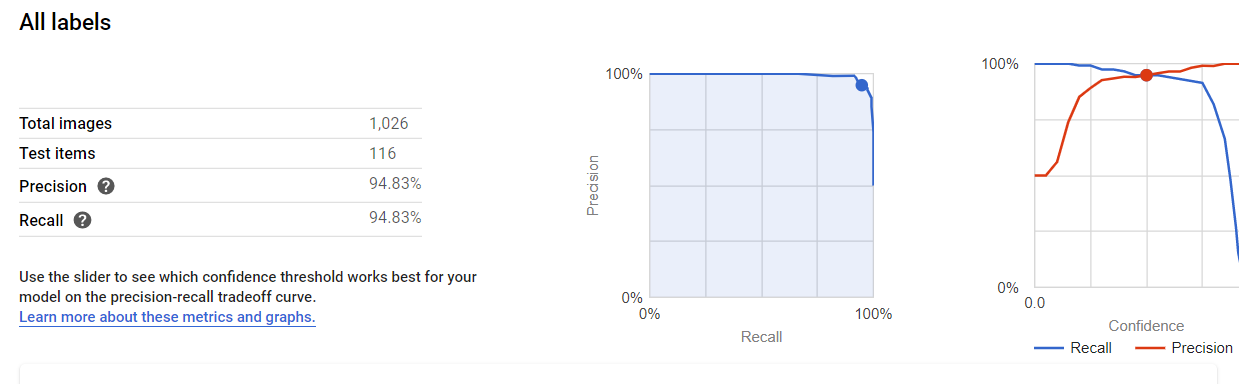 All labels
Total images 1,026
Test items 116
Precision ? 94.83%
Recall ? 94.83%
Use the slider to see which confidence threshold works best for your
model on the precision-recall tradeoff curve.
Learn more about these metrics and graphs.
100%
Precision
0%
0% 100%
Recall
100%
0%
0.0
Confidence
Recall Precision